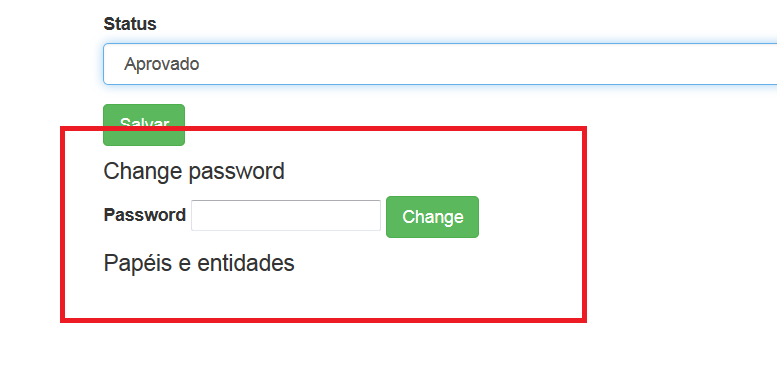 Status
Aprovado
Salvar
Change password
Password Change
Papéis e entidades